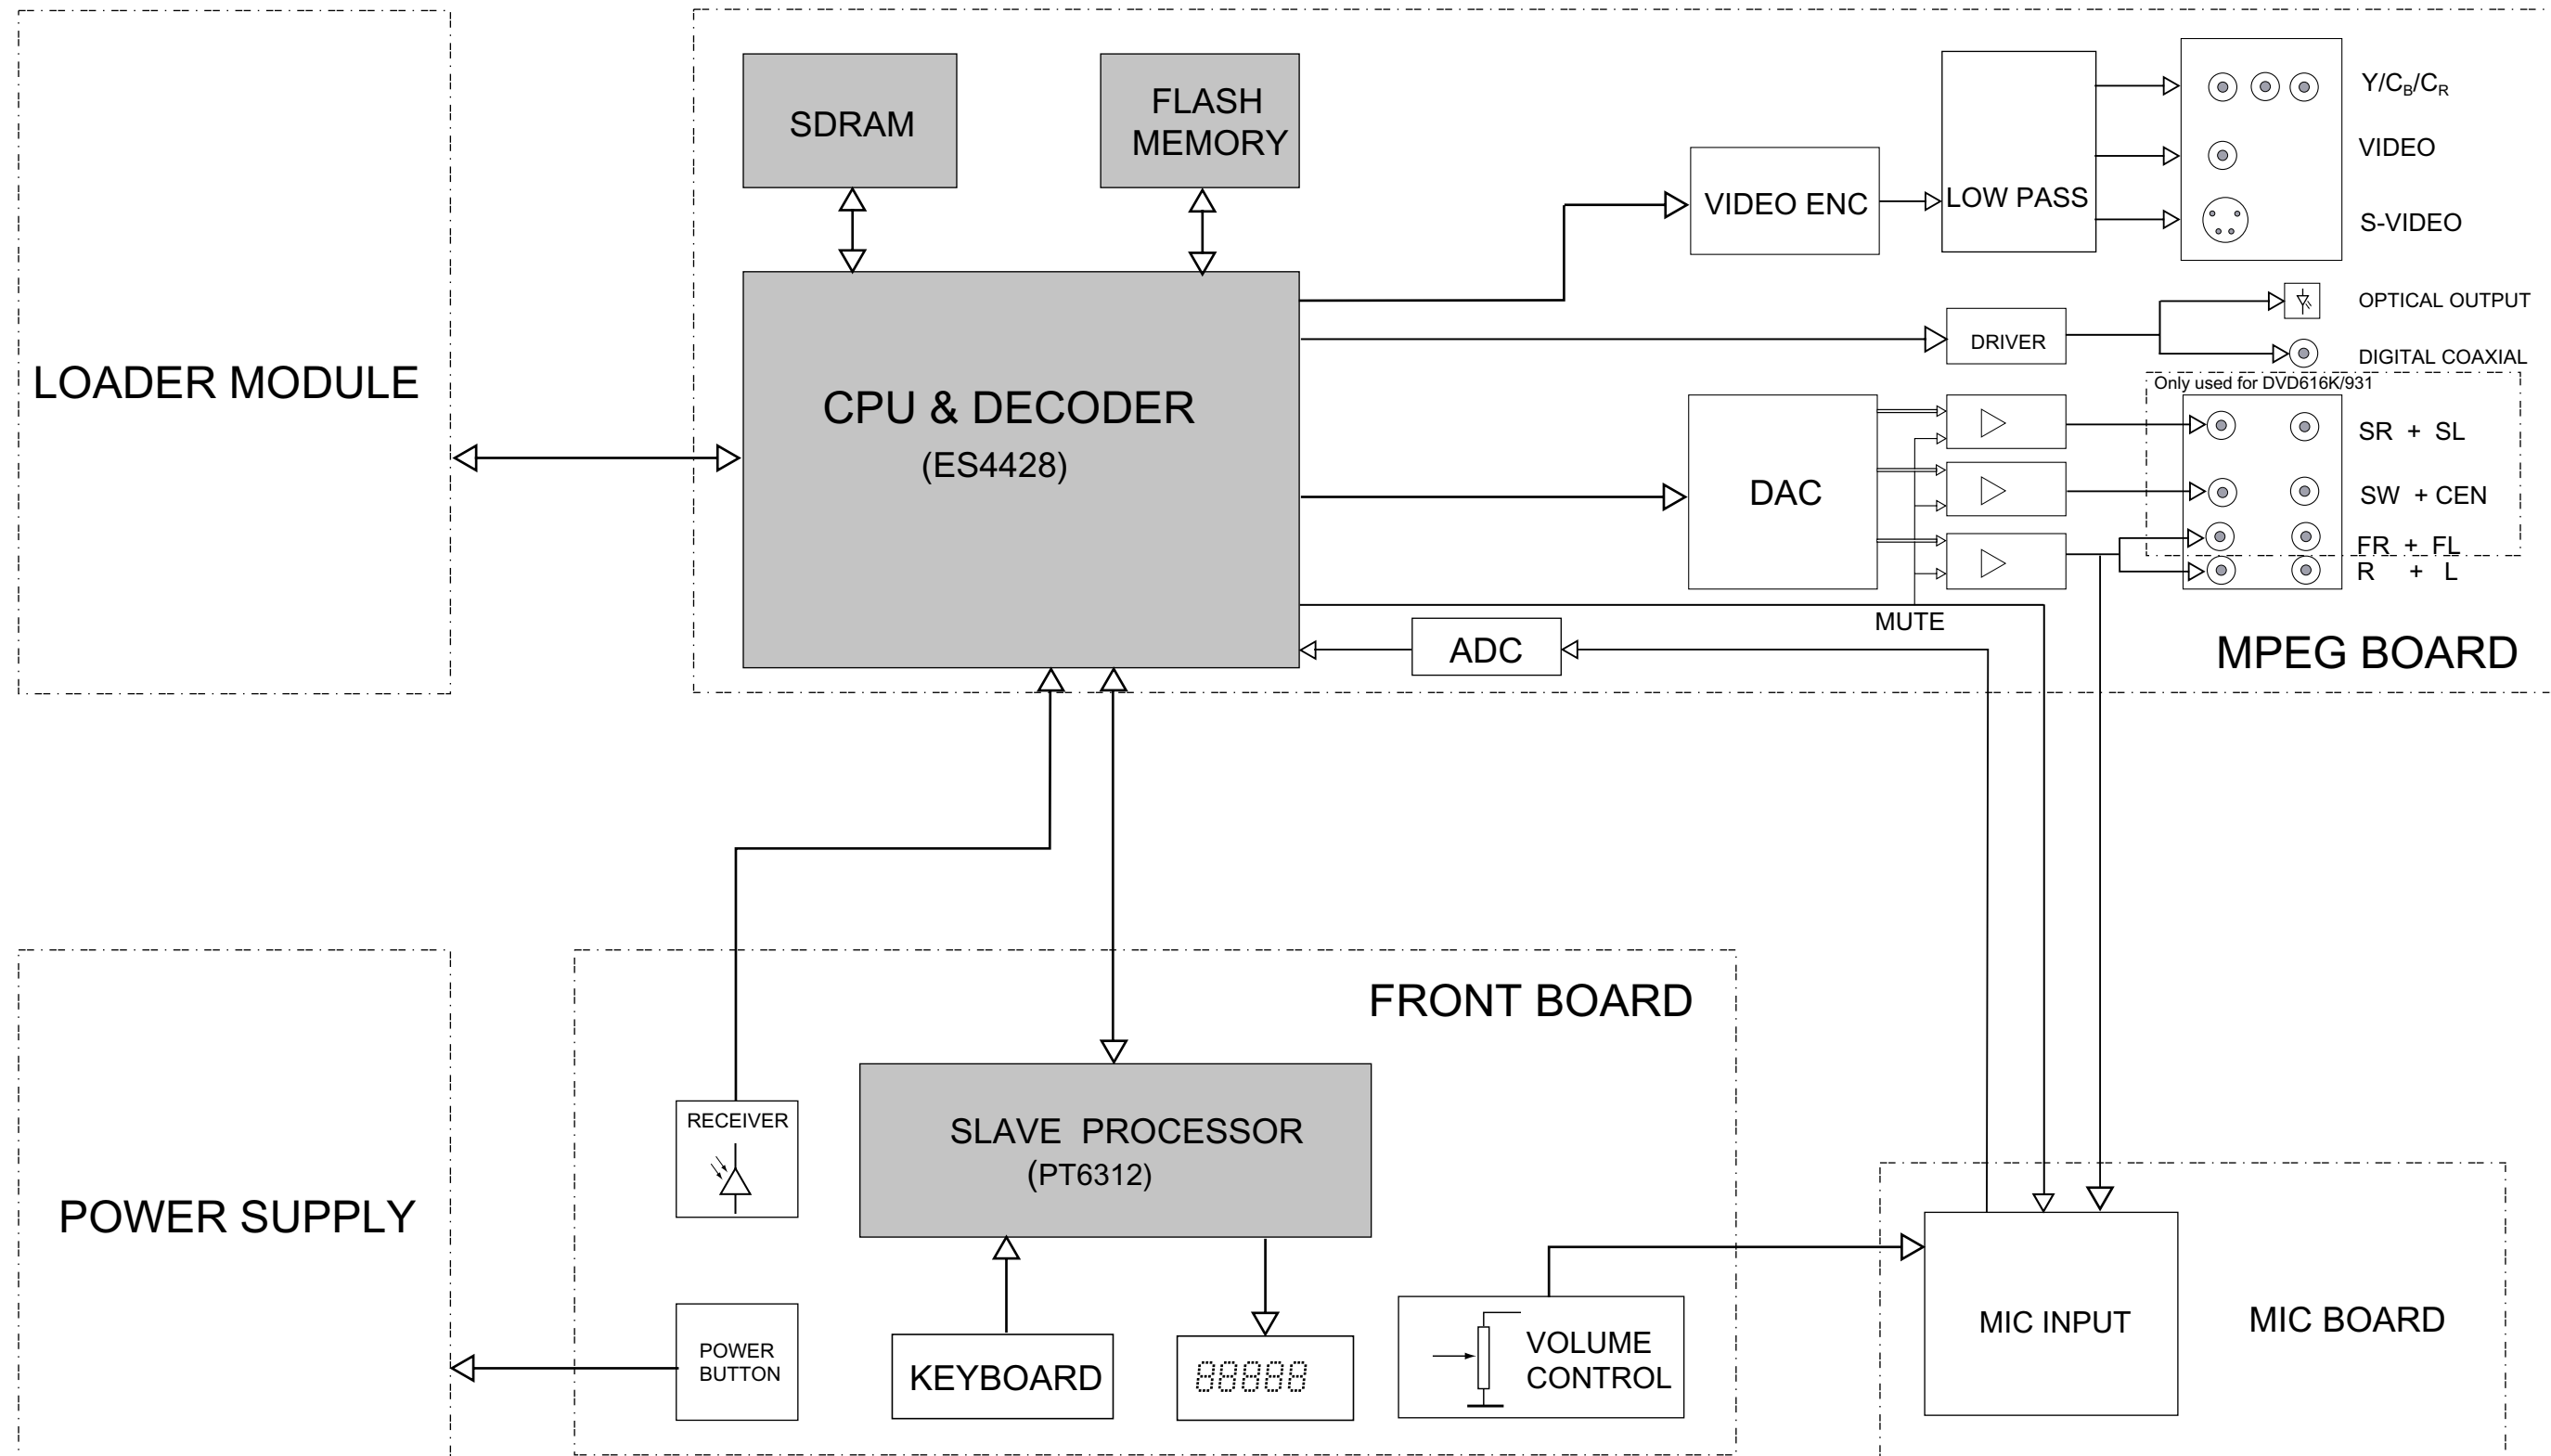 SDRAM
FLASH
MEMORY
Y/CB/CR
VIDEO
S-VIDEO
VIDEO ENC
LOW PASS
OPTICAL OUTPUT
DRIVER
DIGITAL COAXIAL
LOADER MODULE
CPU & DECODER
(ES4428)
Only used for DVD616K/931
SR + SL
DAC
SW + CEN
FR + FL
R + L
MUTE
ADC
MPEG BOARD
FRONT BOARD
RECEIVER
SLAVE PROCESSOR
(PT6312)
POWER SUPPLY
POWER
BUTTON
KEYBOARD
88888
VOLUME
CONTROL
MIC INPUT
MIC BOARD